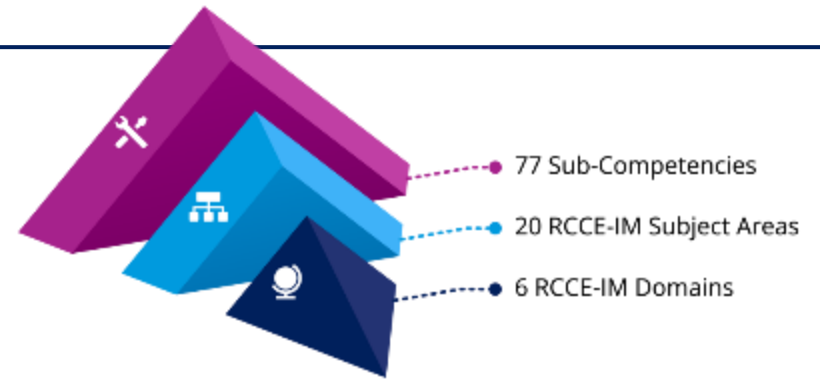 77 Sub-Competencies
20 RCCE-IM Subject Areas
6 RCCE-IM Domains